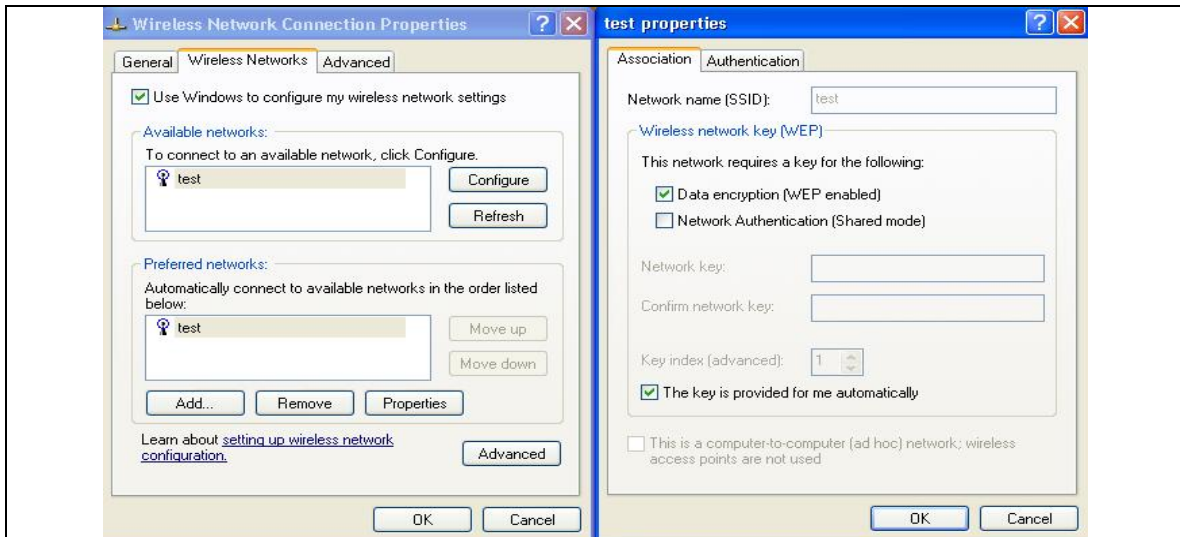 Wireless Network Connection Properties
General Wireless Networks Advanced
Use Windows to configure my wireless network settings
Available networks:
To connect to an available network, click Configure.
test
Configure
Refresh
Preferred networks:
Automatically connect to available networks in the order listed
below:
test
Move up
Move down
Add... Remove Properties
Learn about setting up wireless network
configuration.
Advanced
OK Cancel
test properties
Association Authentication
Network name (SSID): test
Wireless network key (WEP)
This network requires a key for the following:
Data encryption (WEP enabled)
Network Authentication (Shared mode)
Network key:
Confirm network key:
Key index (advanced): 1
The key is provided for me automatically
This is a computer-to-computer (ad hoc) network; wireless
access points are not used
OK Cancel